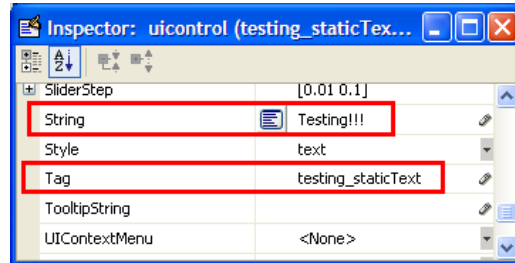 Inspector: uicontrol (testing_staticTex...
SliderStep [0.01 0.1]
String Testing!!!
Style text
Tag testing_staticText
TooltipString
UIContextMenu <None>